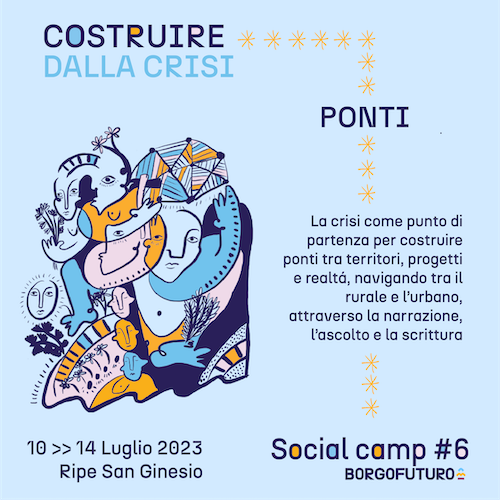 COSTRUIRE
DALLA CRISI
PONTI
La crisi come punto di
partenza per costruire
ponti tra territori, progetti
e realtá, navigando tra il
rurale e l'urbano,
attraverso la narrazione,
l'ascolto e la scrittura
10 >> 14 Luglio 2023
Ripe San Ginesio
Social camp #6
BORGOFUTURO